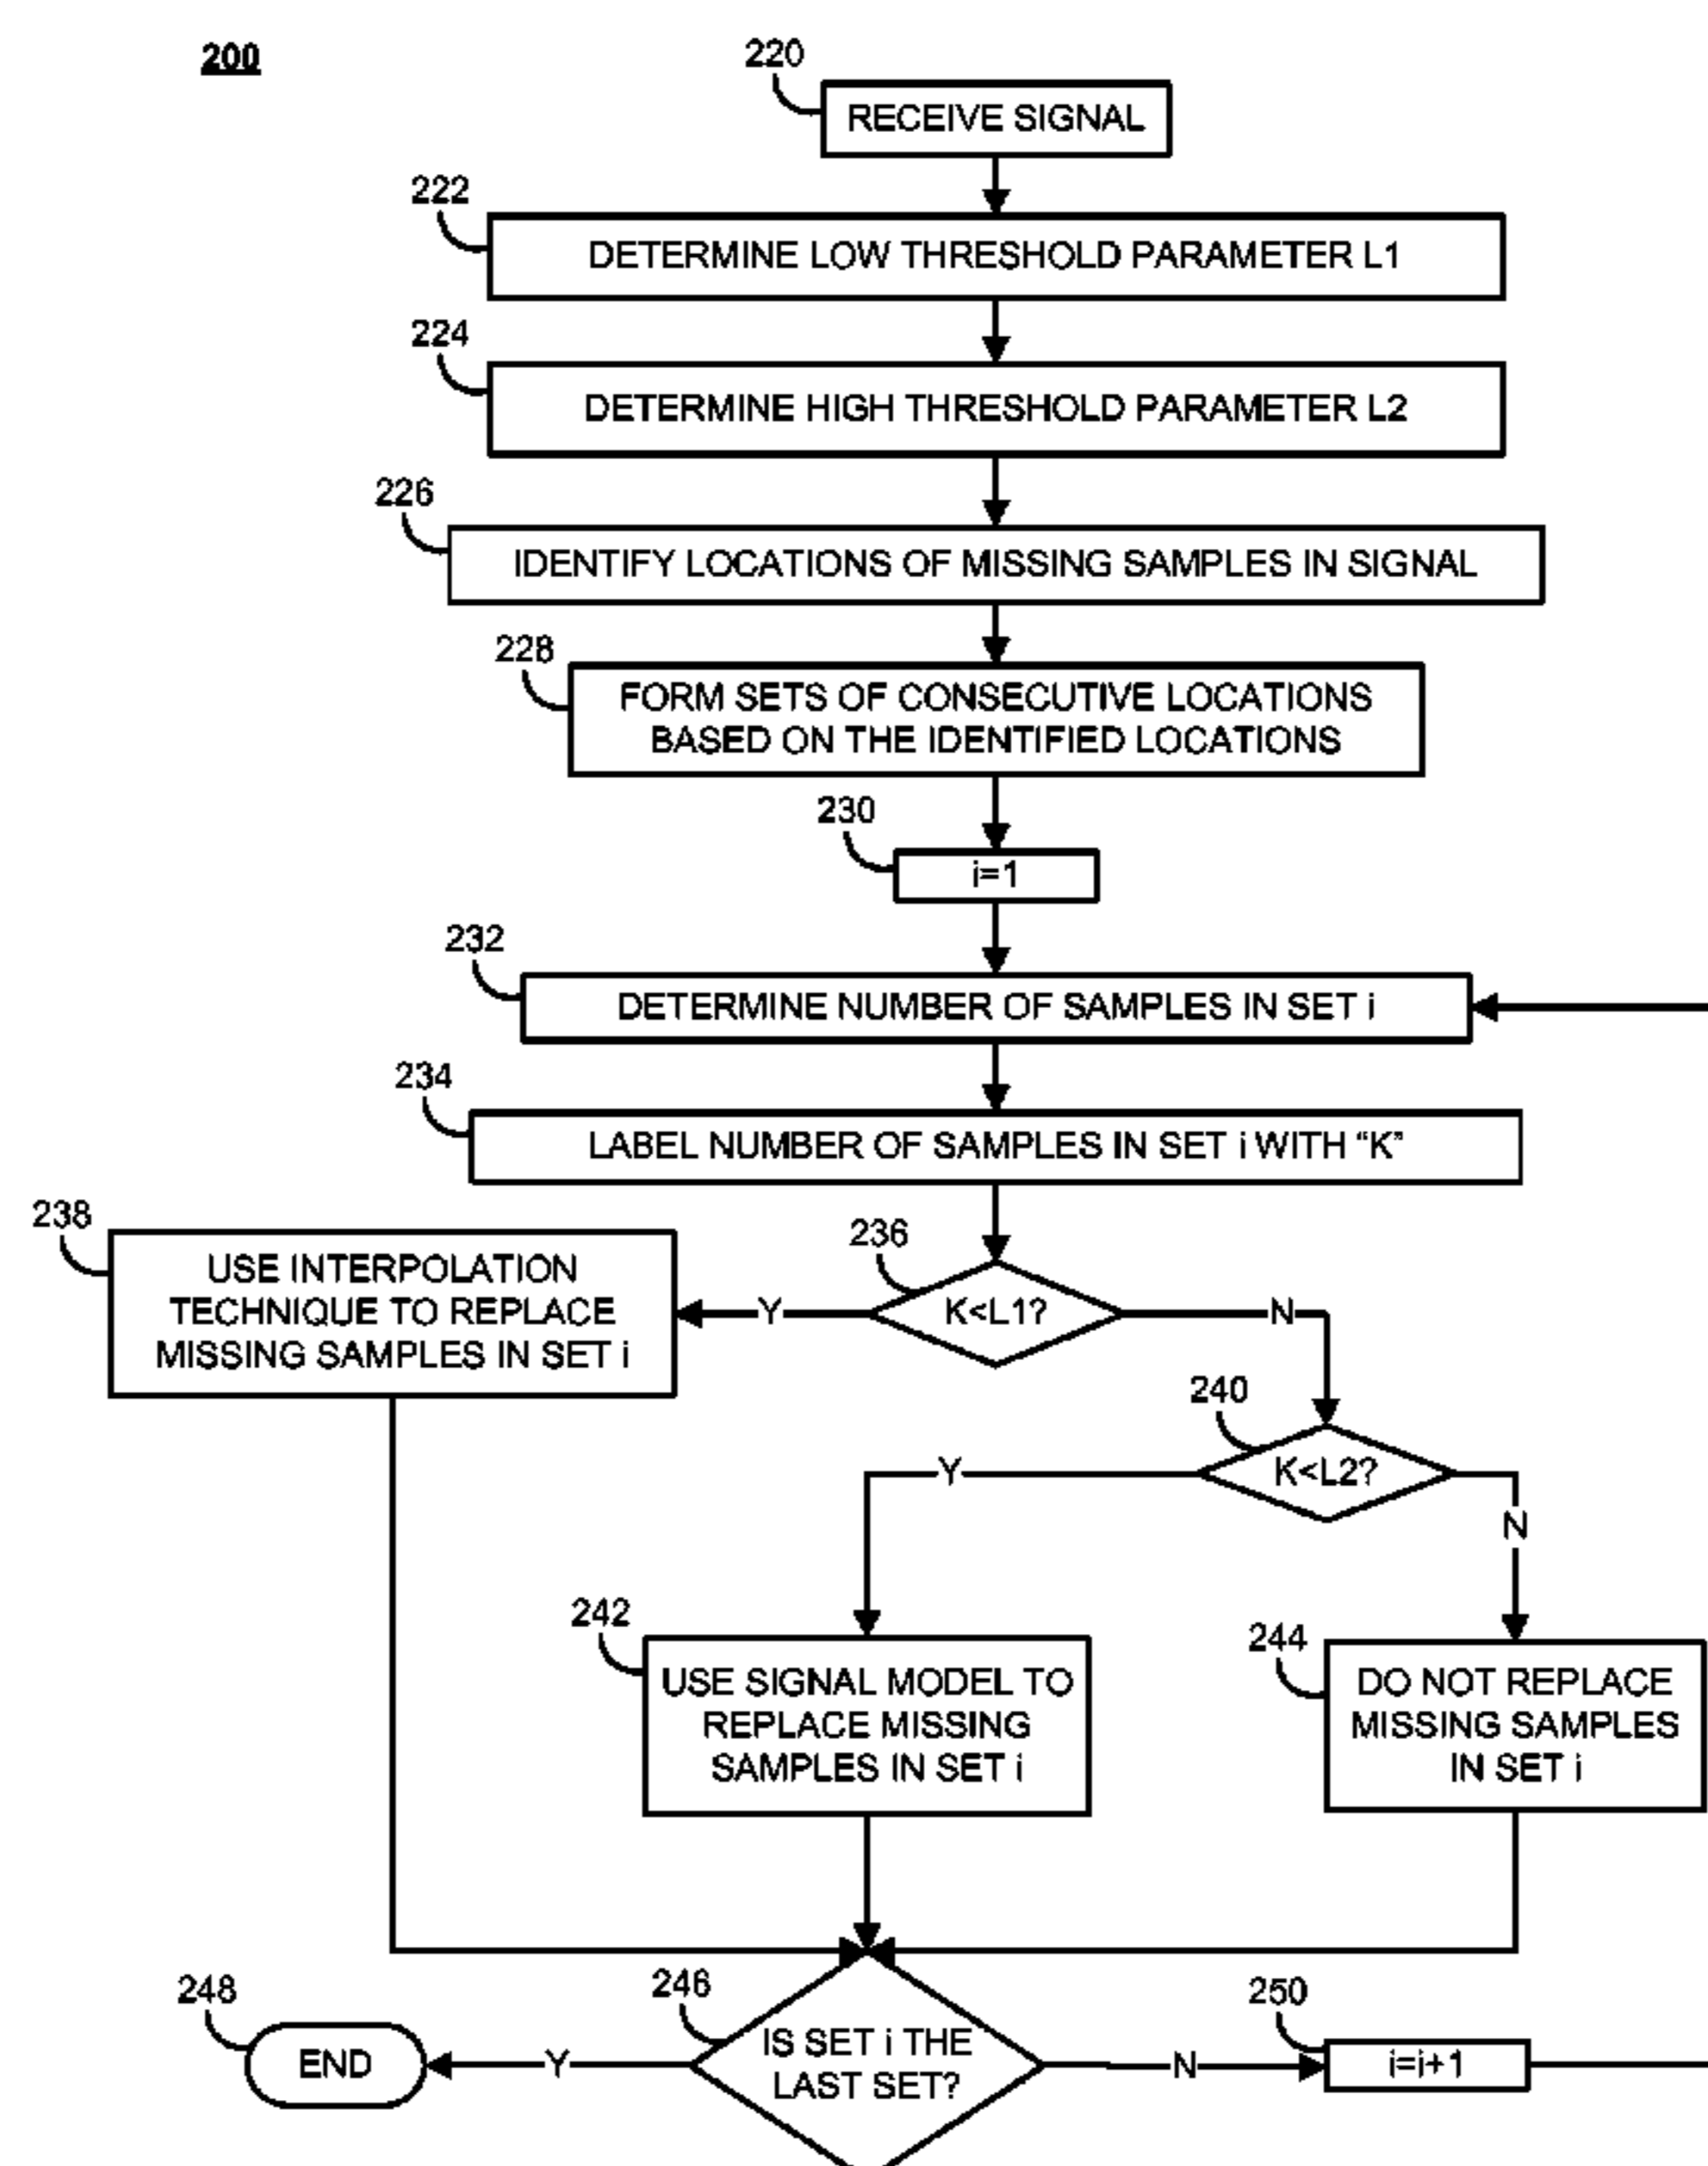 200
220
RECEIVE SIGNAL
222
DETERMINE LOW THRESHOLD PARAMETER L1
224
DETERMINE HIGH THRESHOLD PARAMETER L2
226
IDENTIFY LOCATIONS OF MISSING SAMPLES IN SIGNAL
228
FORM SETS OF CONSECUTIVE LOCATIONS
BASED ON THE IDENTIFIED LOCATIONS
230
i=1
232
DETERMINE NUMBER OF SAMPLES IN SET i
234
LABEL NUMBER OF SAMPLES IN SET i WITH “K”
238
USE INTERPOLATION
TECHNIQUE TO REPLACE
MISSING SAMPLES IN SET i
236
K<L1?
Y
N
240
K<L2?
Y
N
242
USE SIGNAL MODEL TO
REPLACE MISSING
SAMPLES IN SET i
244
DO NOT REPLACE
MISSING SAMPLES
IN SET i
248
END
Y
246
IS SET i THE
LAST SET?
N
250
i=i+1